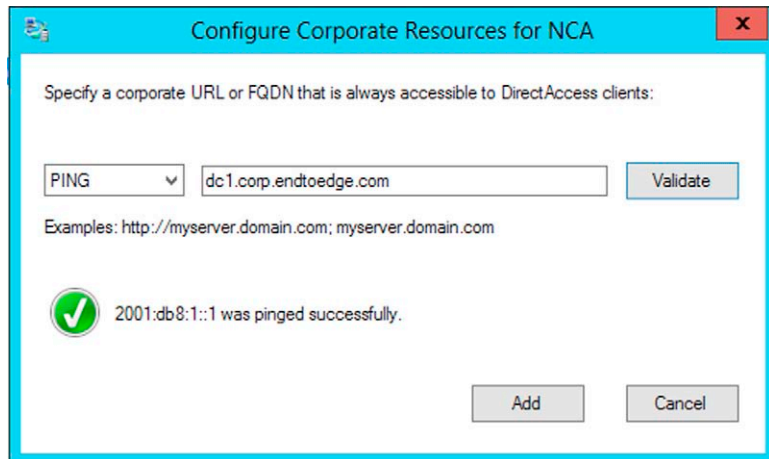 Configure Corporate Resources for NCA
x
Specify a corporate URL or FQDN that is always accessible to DirectAccess clients:
PING dc1.corp.endtoedge.com Validate
Examples: http://myserver.domain.com; myserver.domain.com
2001:db8:1::1 was pinged successfully.
Add Cancel